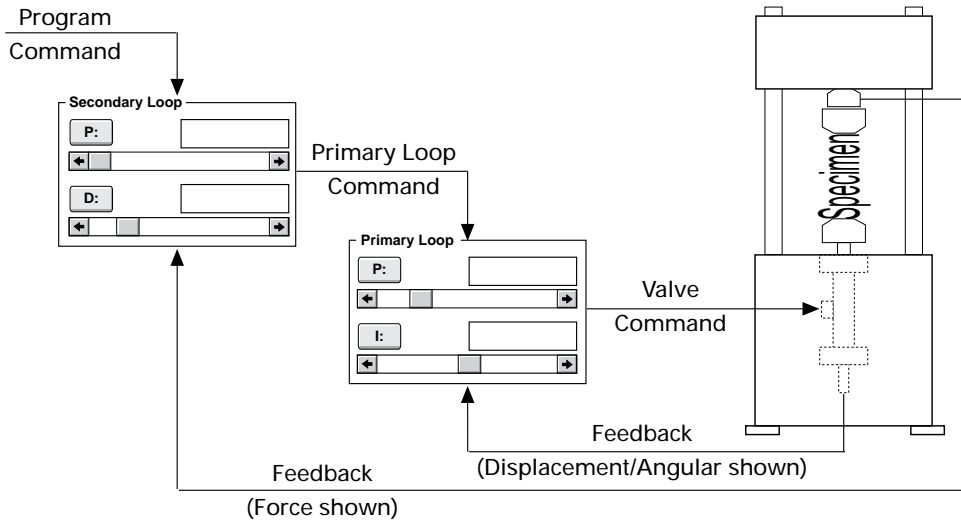 Program
Command
Secondary Loop
P:
D:
Primary Loop
Command
Primary Loop
P:
I:
Valve
Command
Specimen
Feedback
(Displacement/Angular shown)
Feedback
(Force shown)